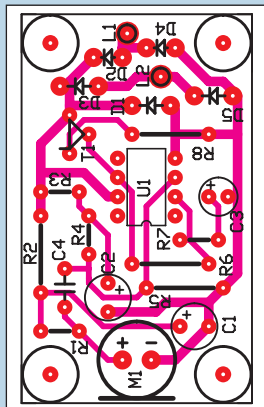 L1
D4
D2
L2
D3
D1
D5
T1
R8
R3
U1
C3
R2
R4
R7
C4
C2
R6
R5
C1
R1
+
-
M1
+
+
+